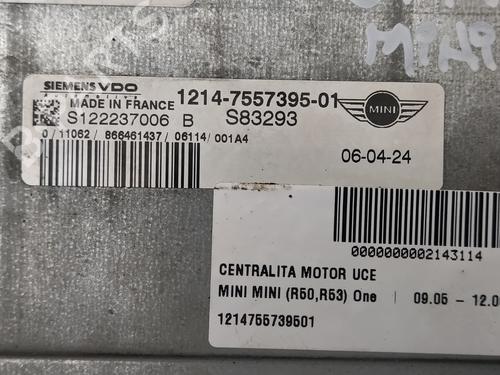 SIEMENS VDO
Automotive
MADE IN FRANCE
1214-7557395-01
S122237006 B S83293
MINI
0/11062/866461437/06114/001A4
06-04-24
0000000002143114
CENTRALITA MOTOR UCE
MINI MINI (R50,R53) One | 09.05 - 12.0
1214755739501